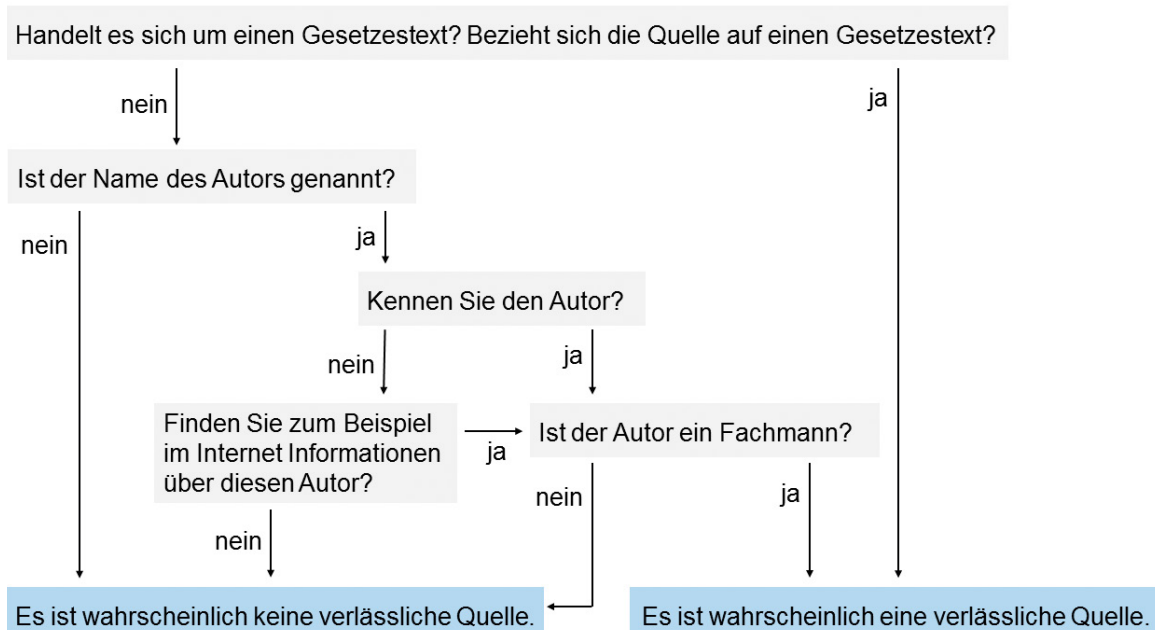 Handelt es sich um einen Gesetzestext? Bezieht sich die Quelle auf einen Gesetzestext?
nein
ja
Ist der Name des Autors genannt?
nein
ja
Kennen Sie den Autor?
nein
ja
Finden Sie zum Beispiel
im Internet Informationen
über diesen Autor?
ja
Ist der Autor ein Fachmann?
nein
nein
ja
Es ist wahrscheinlich keine verlässliche Quelle.
Es ist wahrscheinlich eine verlässliche Quelle.